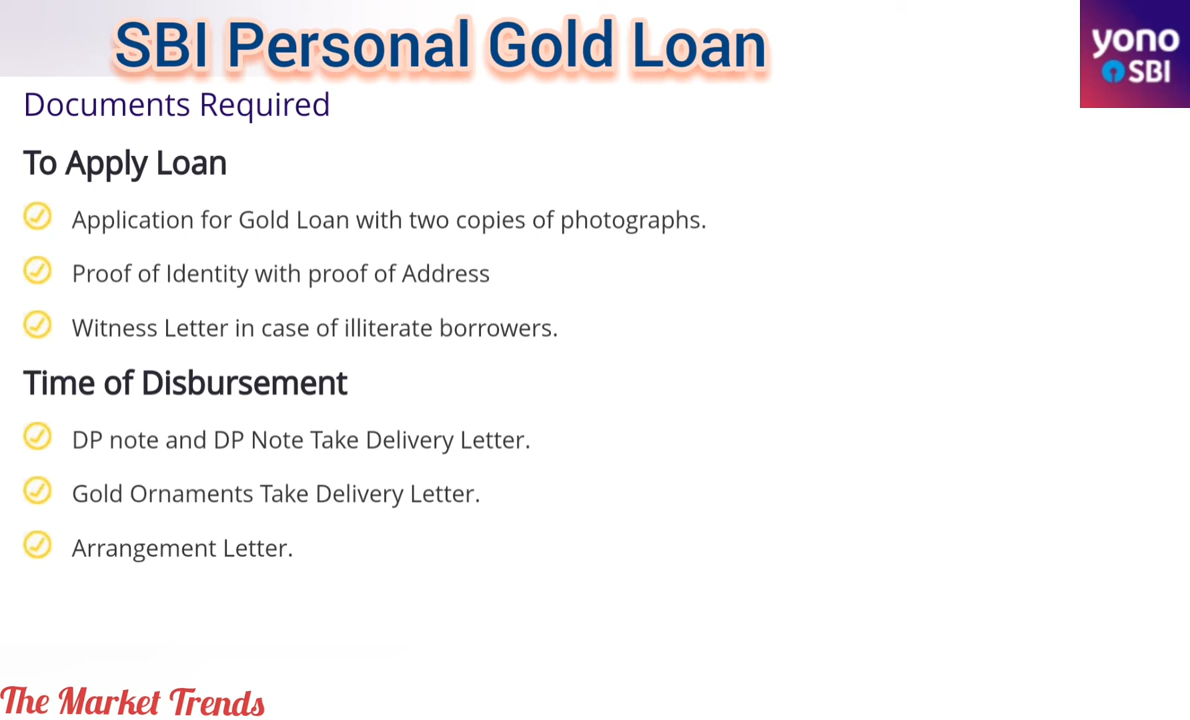 SBI Personal Gold Loan
yono
SBI
Documents Required
To Apply Loan
Application for Gold Loan with two copies of photographs.
Proof of Identity with proof of Address
Witness Letter in case of illiterate borrowers.
Time of Disbursement
DP note and DP Note Take Delivery Letter.
Gold Ornaments Take Delivery Letter.
Arrangement Letter.
The Market Trends